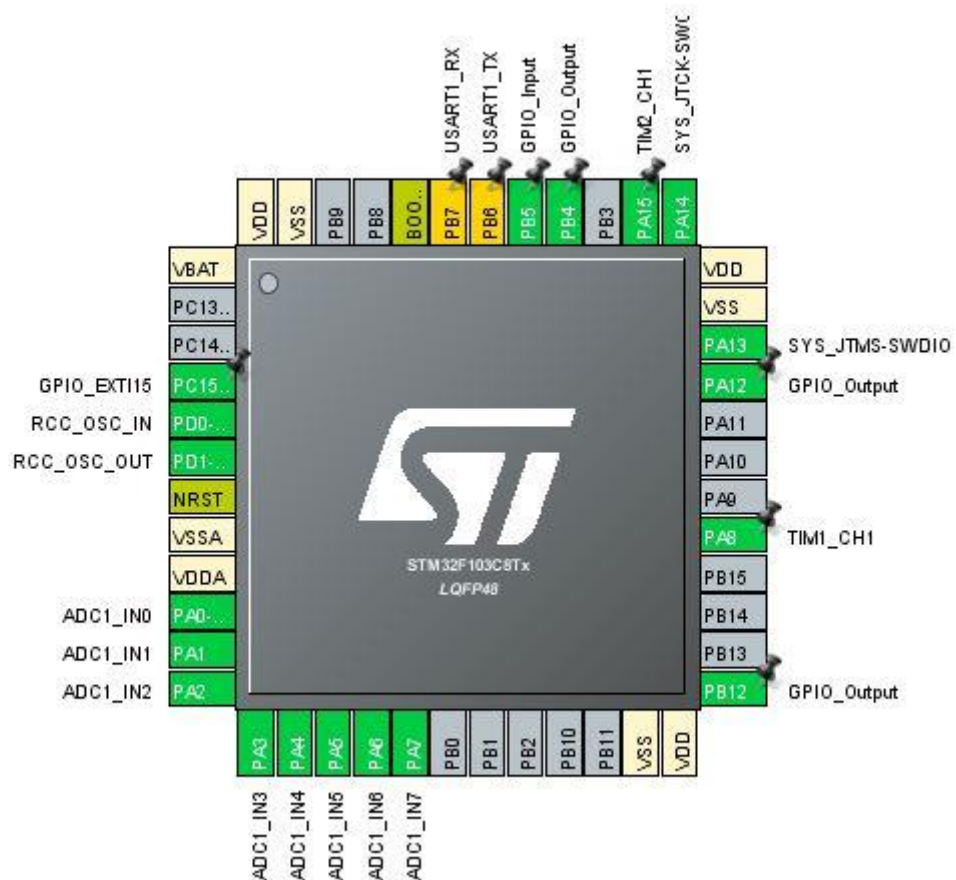 USART1_RX
USART1_TX
GPIO_Input
GPIO_Output
TIM2_CH1
SYS_JTCK-SWC
VDD
VSS
PB9
PB8
BOO..
PB7
PB6
PB5
PB4
PB3
PA15
PA14
VBAT
PC13..
PC14..
GPIO_EXTI15 PC15..
RCC_OSC_IN PD0-..
RCC_OSC_OUT PD1-..
NRST
VSSA
VDDA
ADC1_IN0 PA0-..
ADC1_IN1 PA1
ADC1_IN2 PA2
ST
STM32F103C8Tx
LQFP48
VDD
VSS
PA13 SYS_JTMS-SWDIO
PA12 GPIO_Output
PA11
PA10
PA9
PA8 TIM1_CH1
PB15
PB14
PB13
PB12 GPIO_Output
PA3
PA4
PA5
PA6
PA7
PB0
PB1
PB2
PB10
PB11
VSS
VDD
ADC1_IN3
ADC1_IN4
ADC1_IN5
ADC1_IN6
ADC1_IN7